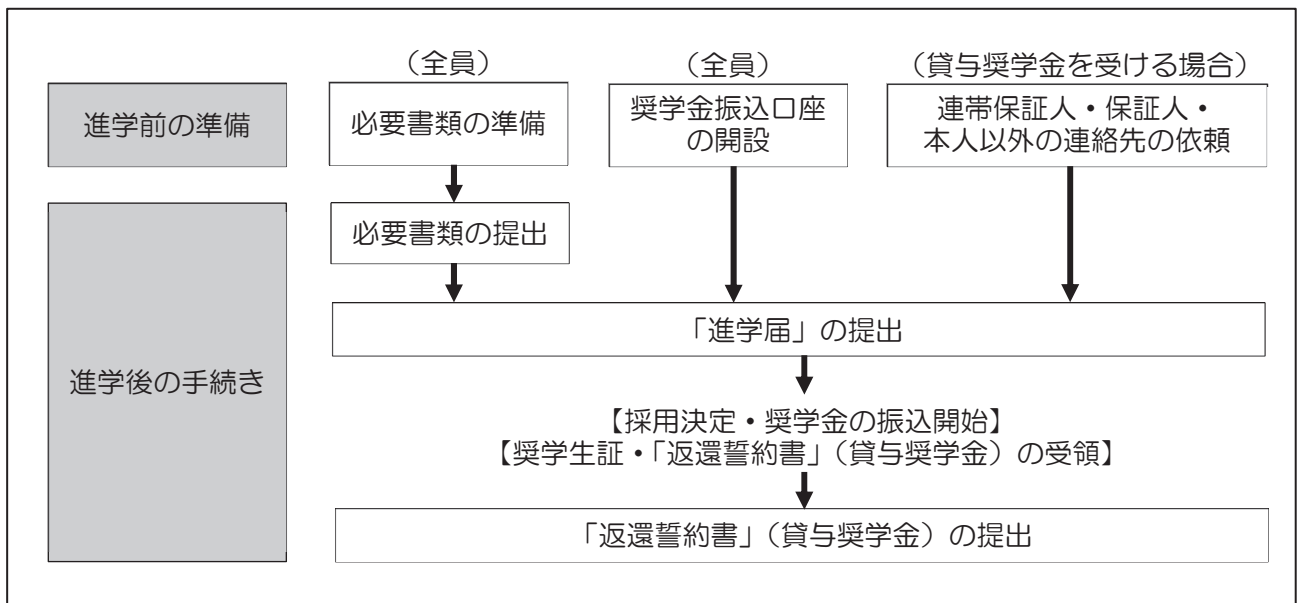 （全員）
（全員）
（貸与奨学金を受ける場合）
進学前の準備
必要書類の準備
奨学金振込口座
の開設
連帯保証人・保証人・
本人以外の連絡先の依頼
進学後の手続き
必要書類の提出
「進学届」の提出
【採用決定・奨学金の振込開始】
【奨学生証・「返還誓約書」（貸与奨学金）の受領】
「返還誓約書」（貸与奨学金）の提出